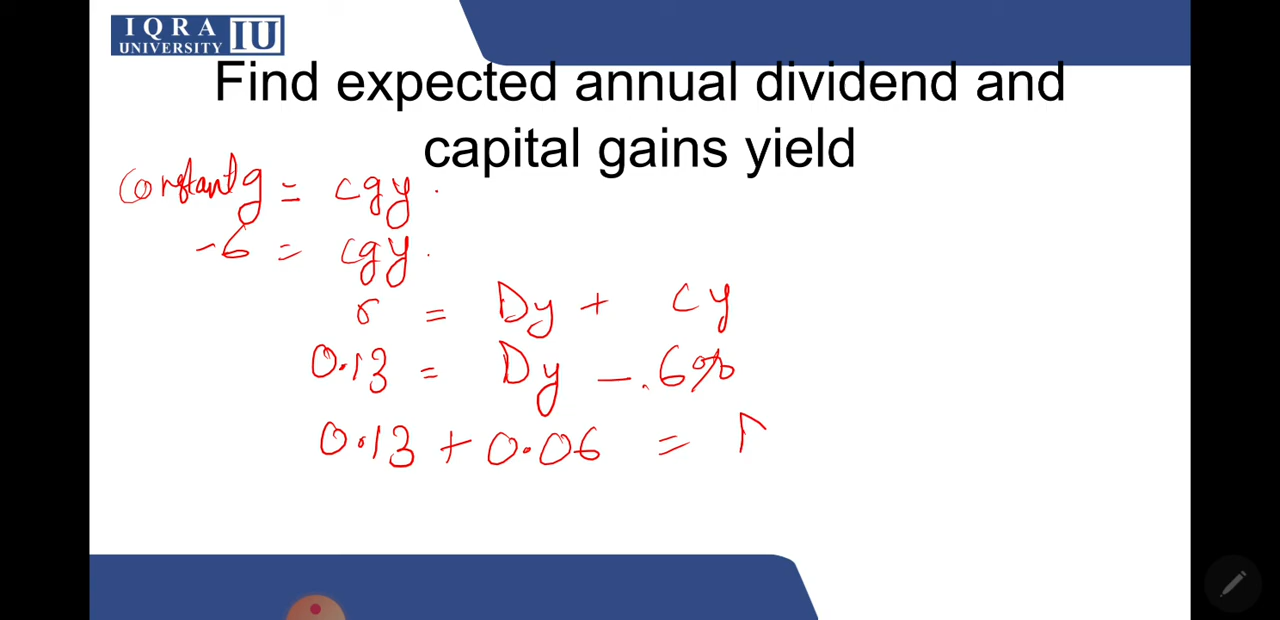 IQRA
UNIVERSITY IU
Find expected annual dividend and
capital gains yield
constant g = cgy.
-6 = cgy.
r = Dy + cy
0.13 = Dy - .6%
0.13 + 0.06 =